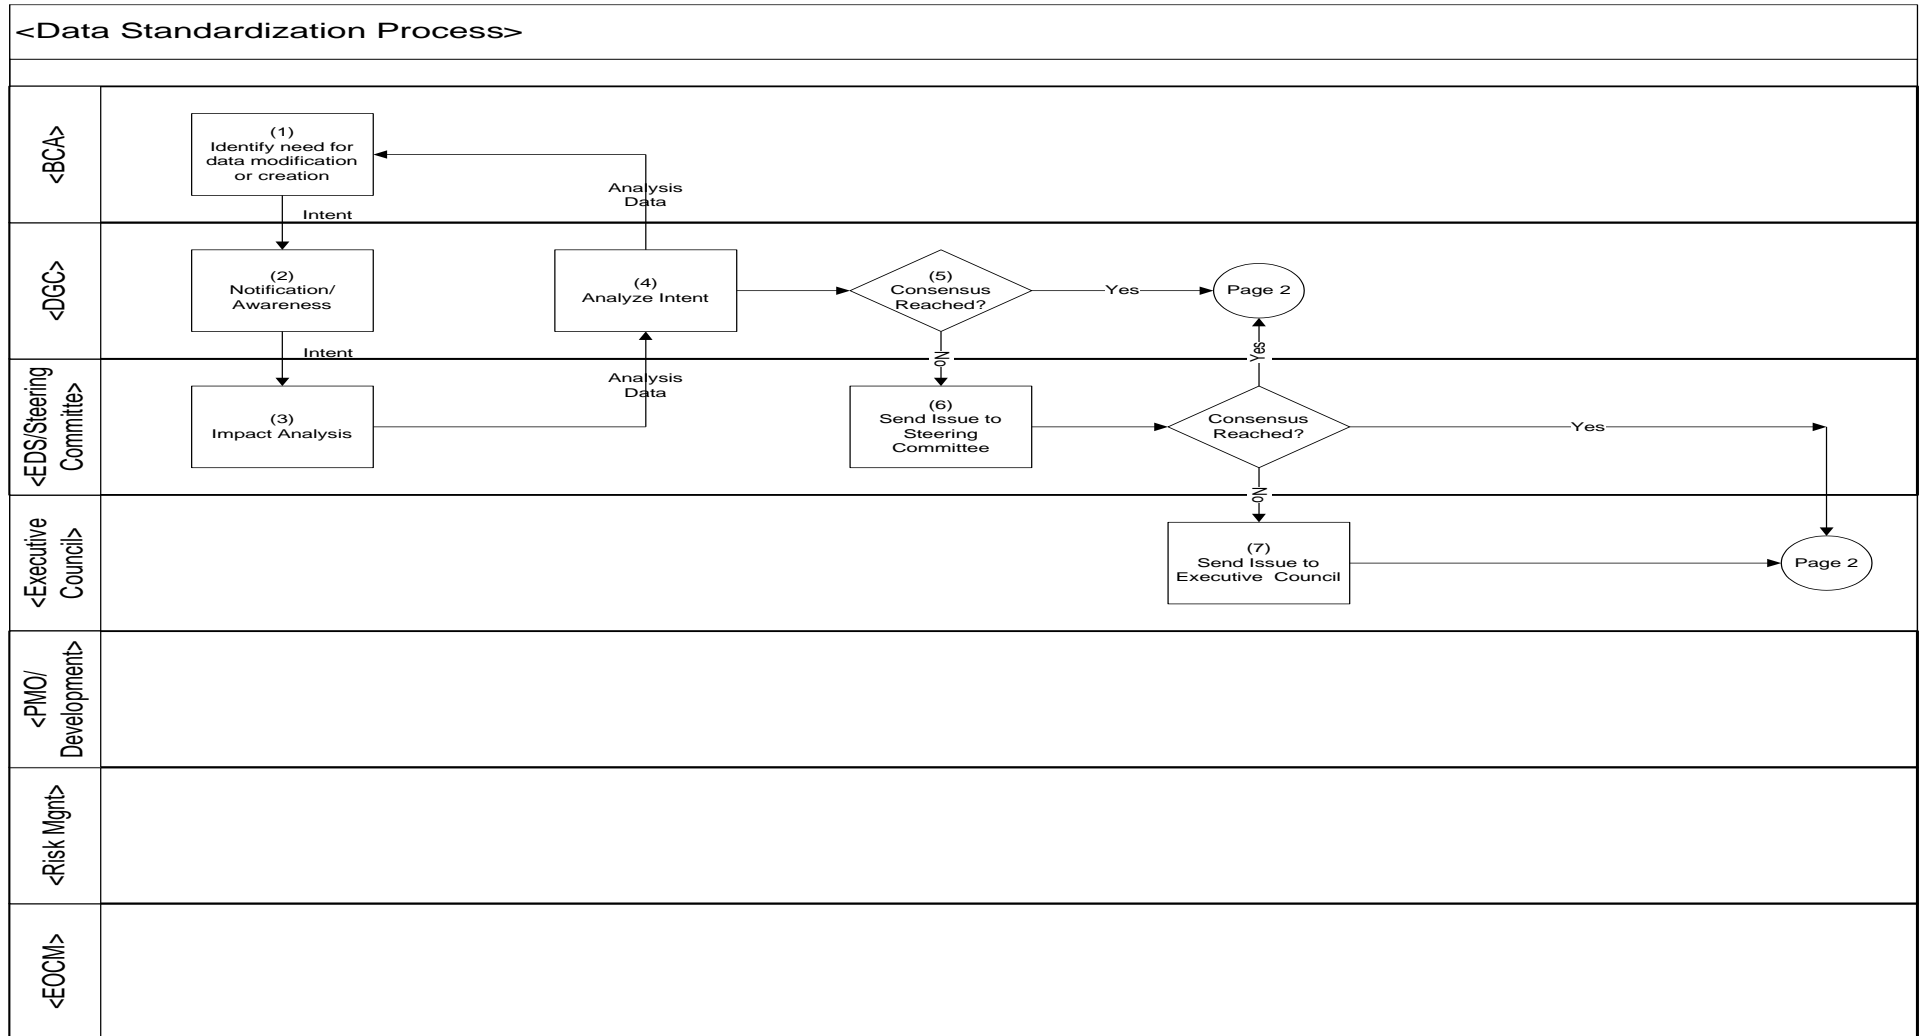 <Data Standardization Process>
<BCA>
(1)
Identify need for
data modification
or creation
Analysis
Data
Intent
<DGC>
(2)
Notification/
Awareness
(4)
Analyze Intent
(5)
Consensus
Reached?
Yes
Page 2
Intent
No
Yes
<EDS/Steering
Committe>
Analysis
Data
(3)
Impact Analysis
(6)
Send Issue to
Steering
Committee
Consensus
Reached?
Yes
No
<Executive
Council>
(7)
Send Issue to
Executive  Council
Page 2
<PMO/
Development>
<Risk Mgnt>
<EOCM>